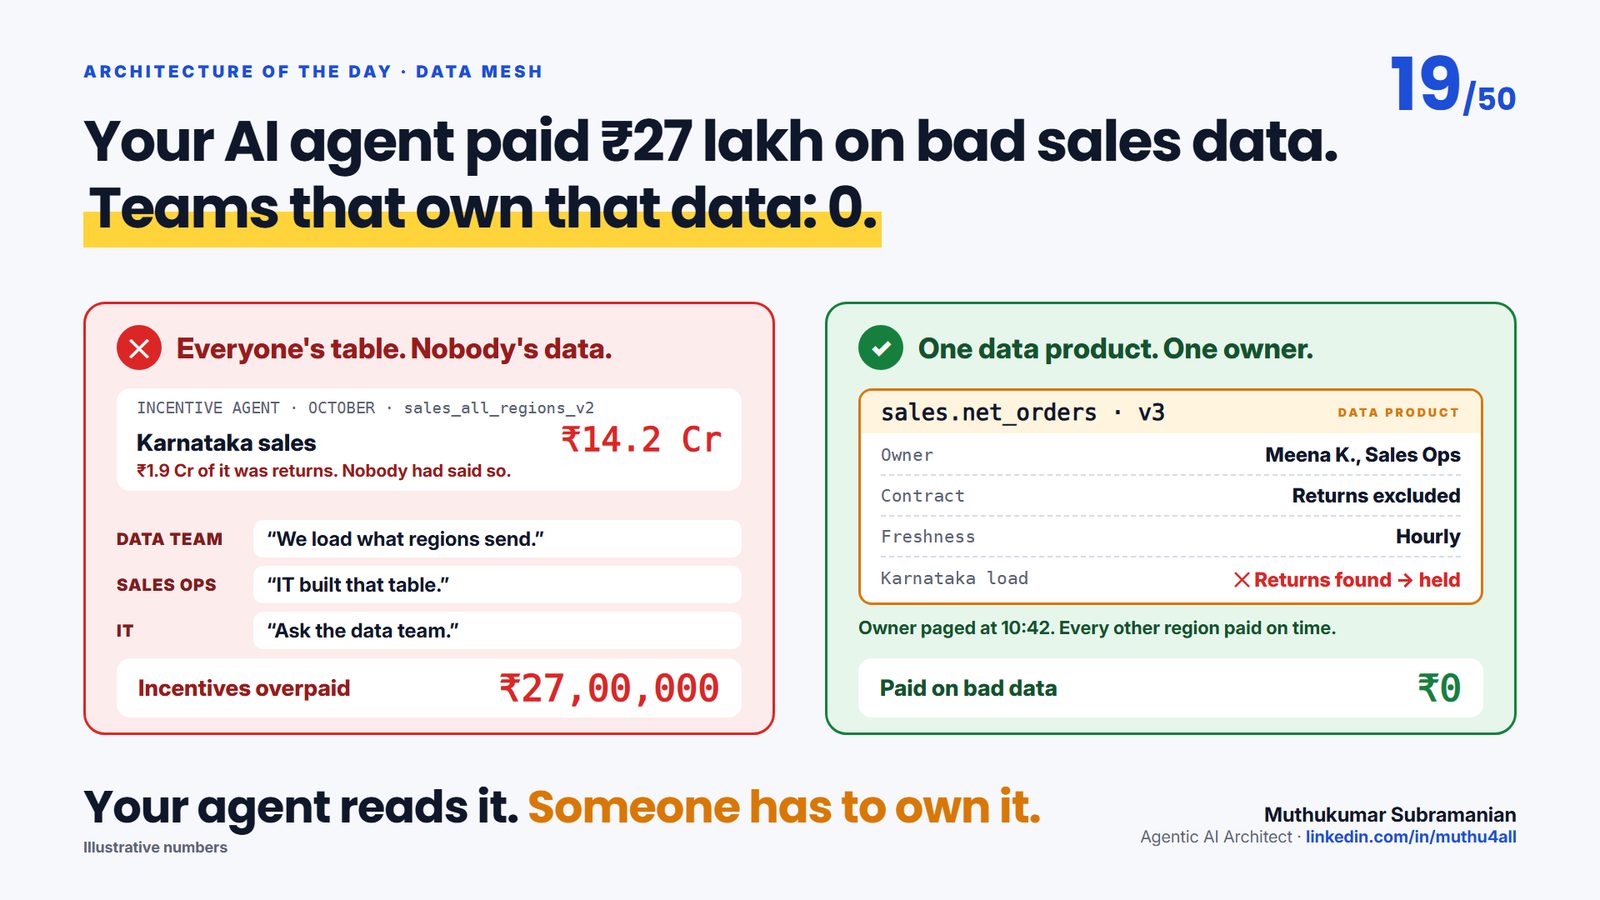 ARCHITECTURE OF THE DAY · DATA MESH
19/50
Your AI agent paid ₹27 lakh on bad sales data.
Teams that own that data: 0.
Everyone's table. Nobody's data.
INCENTIVE AGENT · OCTOBER · sales_all_regions_v2
Karnataka sales ₹14.2 Cr
₹1.9 Cr of it was returns. Nobody had said so.
DATA TEAM “We load what regions send.”
SALES OPS “IT built that table.”
IT “Ask the data team.”
Incentives overpaid ₹27,00,000
One data product. One owner.
sales.net_orders · v3 DATA PRODUCT
Owner Meena K., Sales Ops
Contract Returns excluded
Freshness Hourly
Karnataka load ✕ Returns found → held
Owner paged at 10:42. Every other region paid on time.
Paid on bad data ₹0
Your agent reads it. Someone has to own it.
Illustrative numbers
Muthukumar Subramanian
Agentic AI Architect · linkedin.com/in/muthu4all